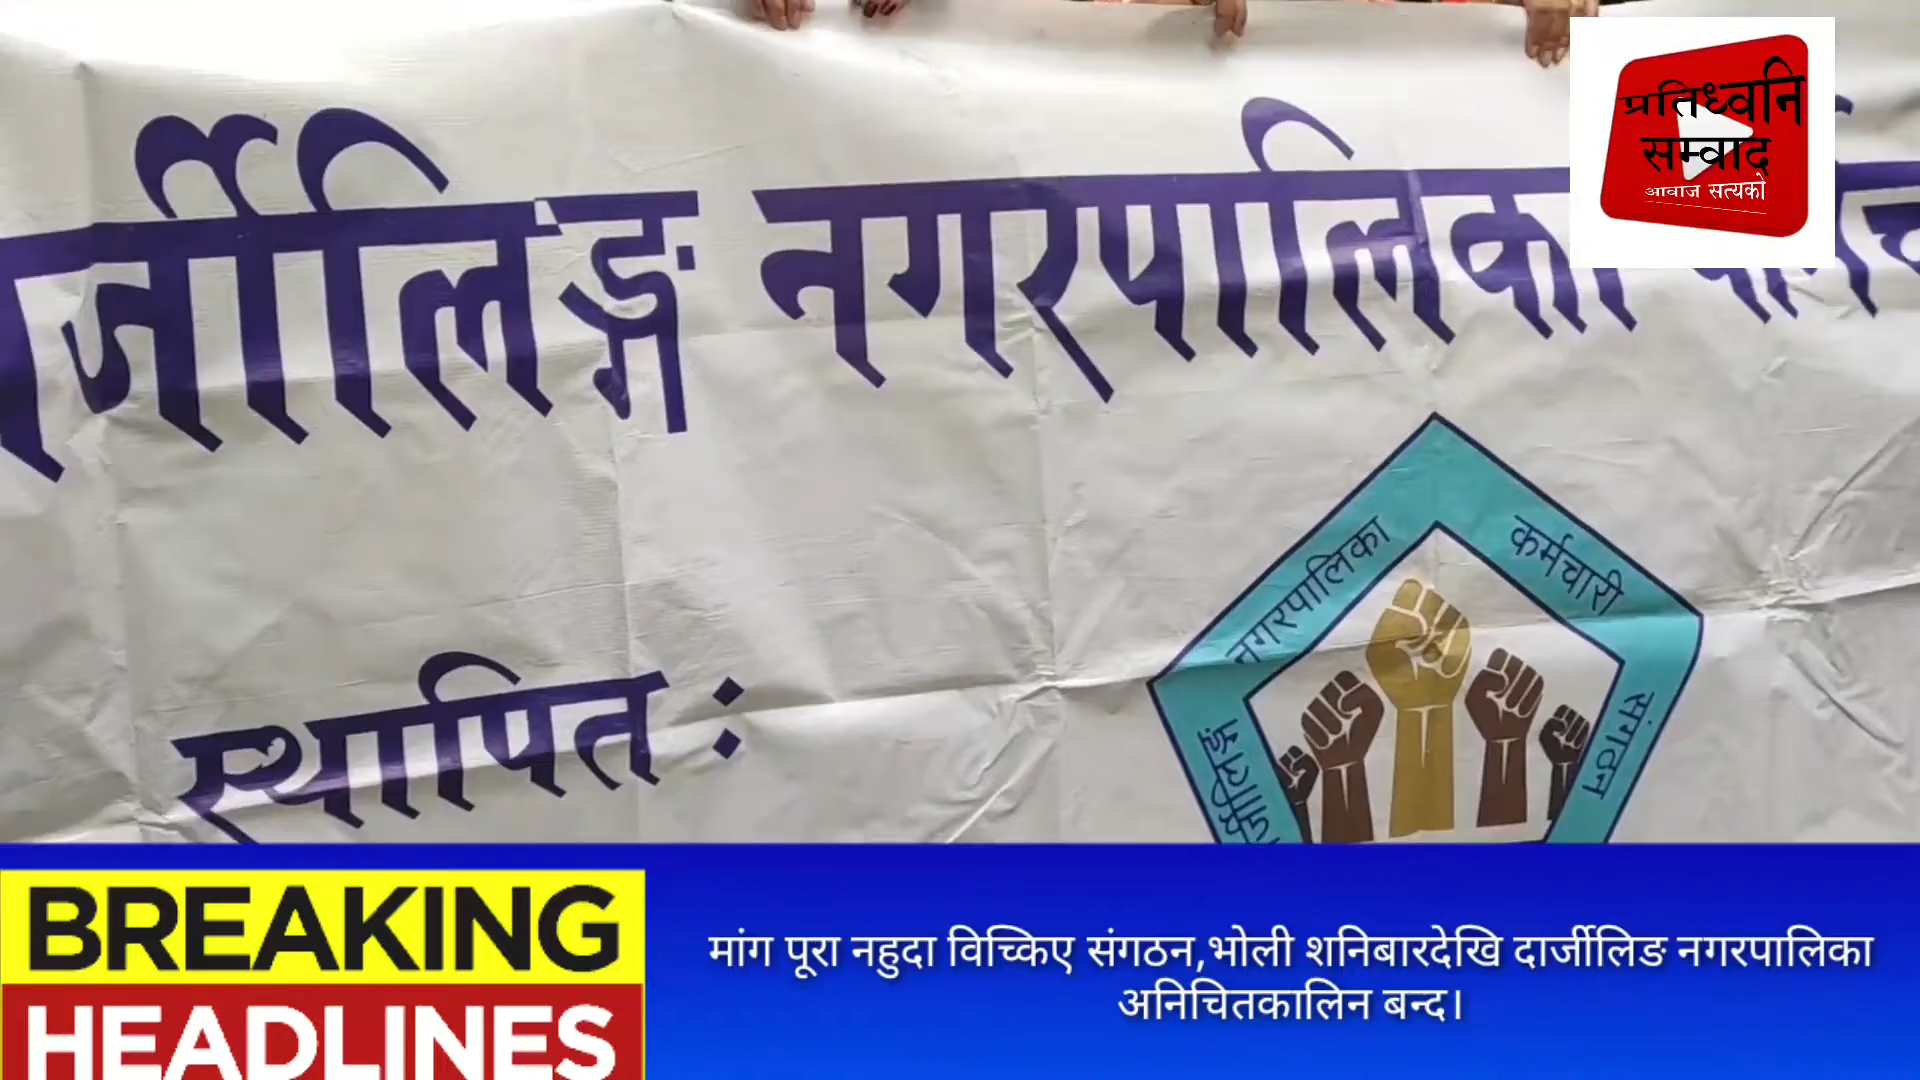 प्रतिध्वनि
सम्वाद
आवाज सत्यको
र्जीलिङ्ग नगरपालिका
नगरपालिका
कर्मचारी
संगठन
स्थापित :
BREAKING
HEADLINES
मांग पूरा नहुदा विच्किए संगठन,भोली शनिबारदेखि दार्जीलिङ नगरपालिका
अनिचितकालिन बन्द।